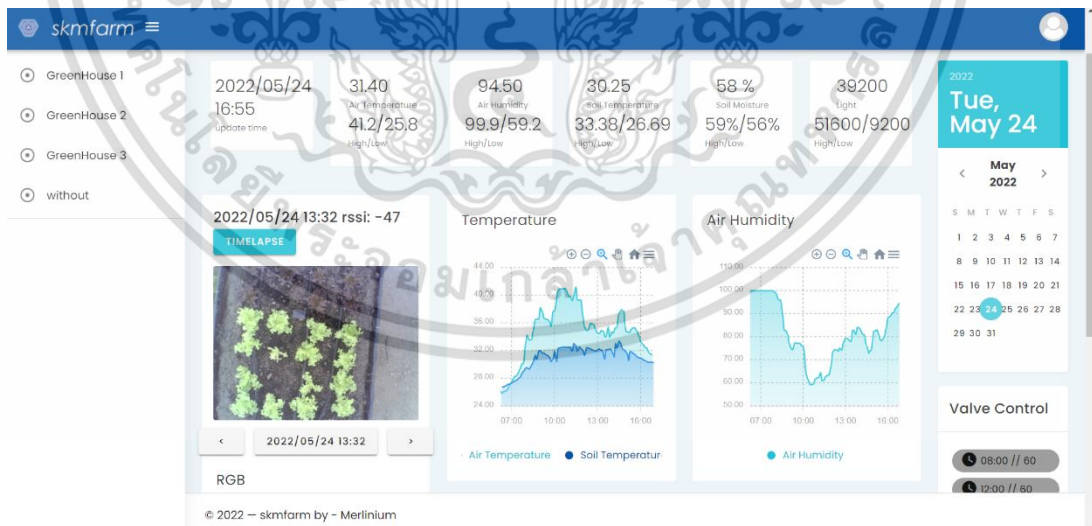 skmfarm
GreenHouse 1
GreenHouse 2
GreenHouse 3
without
2022/05/24
16:55
update time
31.40
Air Temperature
41.2/25.8
High/Low
94.50
Air Humidity
99.9/59.2
High/Low
30.25
Soil Temperature
33.38/26.69
High/Low
58 %
Soil Moisture
59%/56%
High/Low
39200
Light
51600/9200
High/Low
2022/05/24 13:32 rssi: -47
TIMELAPSE
< 2022/05/24 13:32 >
RGB
Temperature
44.00
40.00
36.00
32.00
28.00
24.00
07:00 10:00 13:00 16:00
Air Temperature Soil Temperatur
Air Humidity
110.00
100.00
90.00
80.00
70.00
60.00
50.00
07:00 10:00 13:00 16:00
Air Humidity
2022
Tue,
May 24
< May >
2022
S M T W T F S
1 2 3 4 5 6 7
8 9 10 11 12 13 14
15 16 17 18 19 20 21
22 23 24 25 26 27 28
29 30 31
Valve Control
08:00 // 60
12:00 // 60
© 2022 — skmfarm by - Merlinium